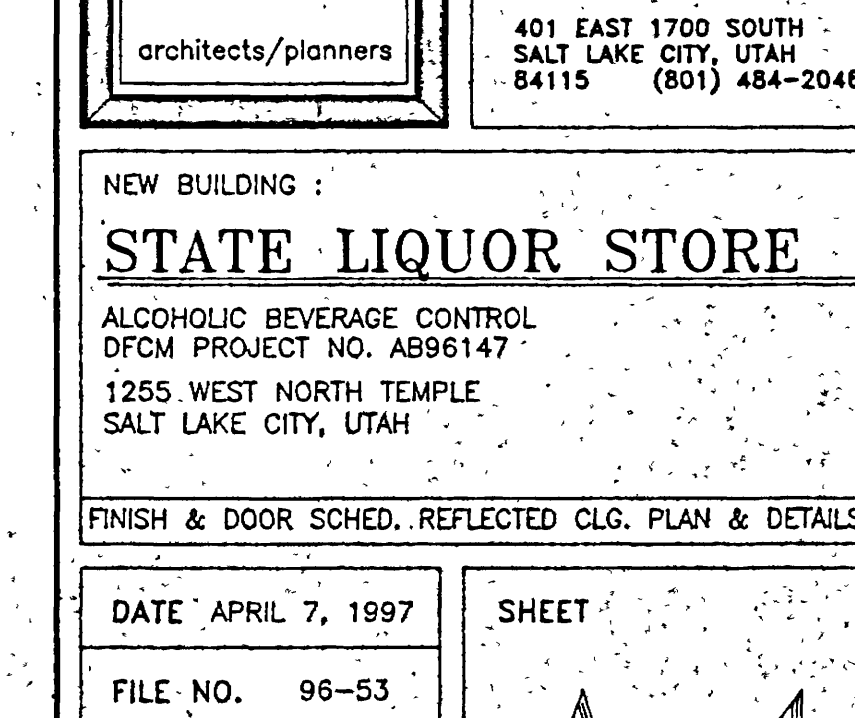 architects/planners
401 EAST 1700 SOUTH
SALT LAKE CITY, UTAH
84115 (801) 484-2046
NEW BUILDING :
STATE LIQUOR STORE
ALCOHOLIC BEVERAGE CONTROL
DFCM PROJECT NO. AB96147
1255 WEST NORTH TEMPLE
SALT LAKE CITY, UTAH
FINISH & DOOR SCHED. REFLECTED CLG. PLAN & DETAILS
DATE APRIL 7, 1997
SHEET
FILE NO. 96-53